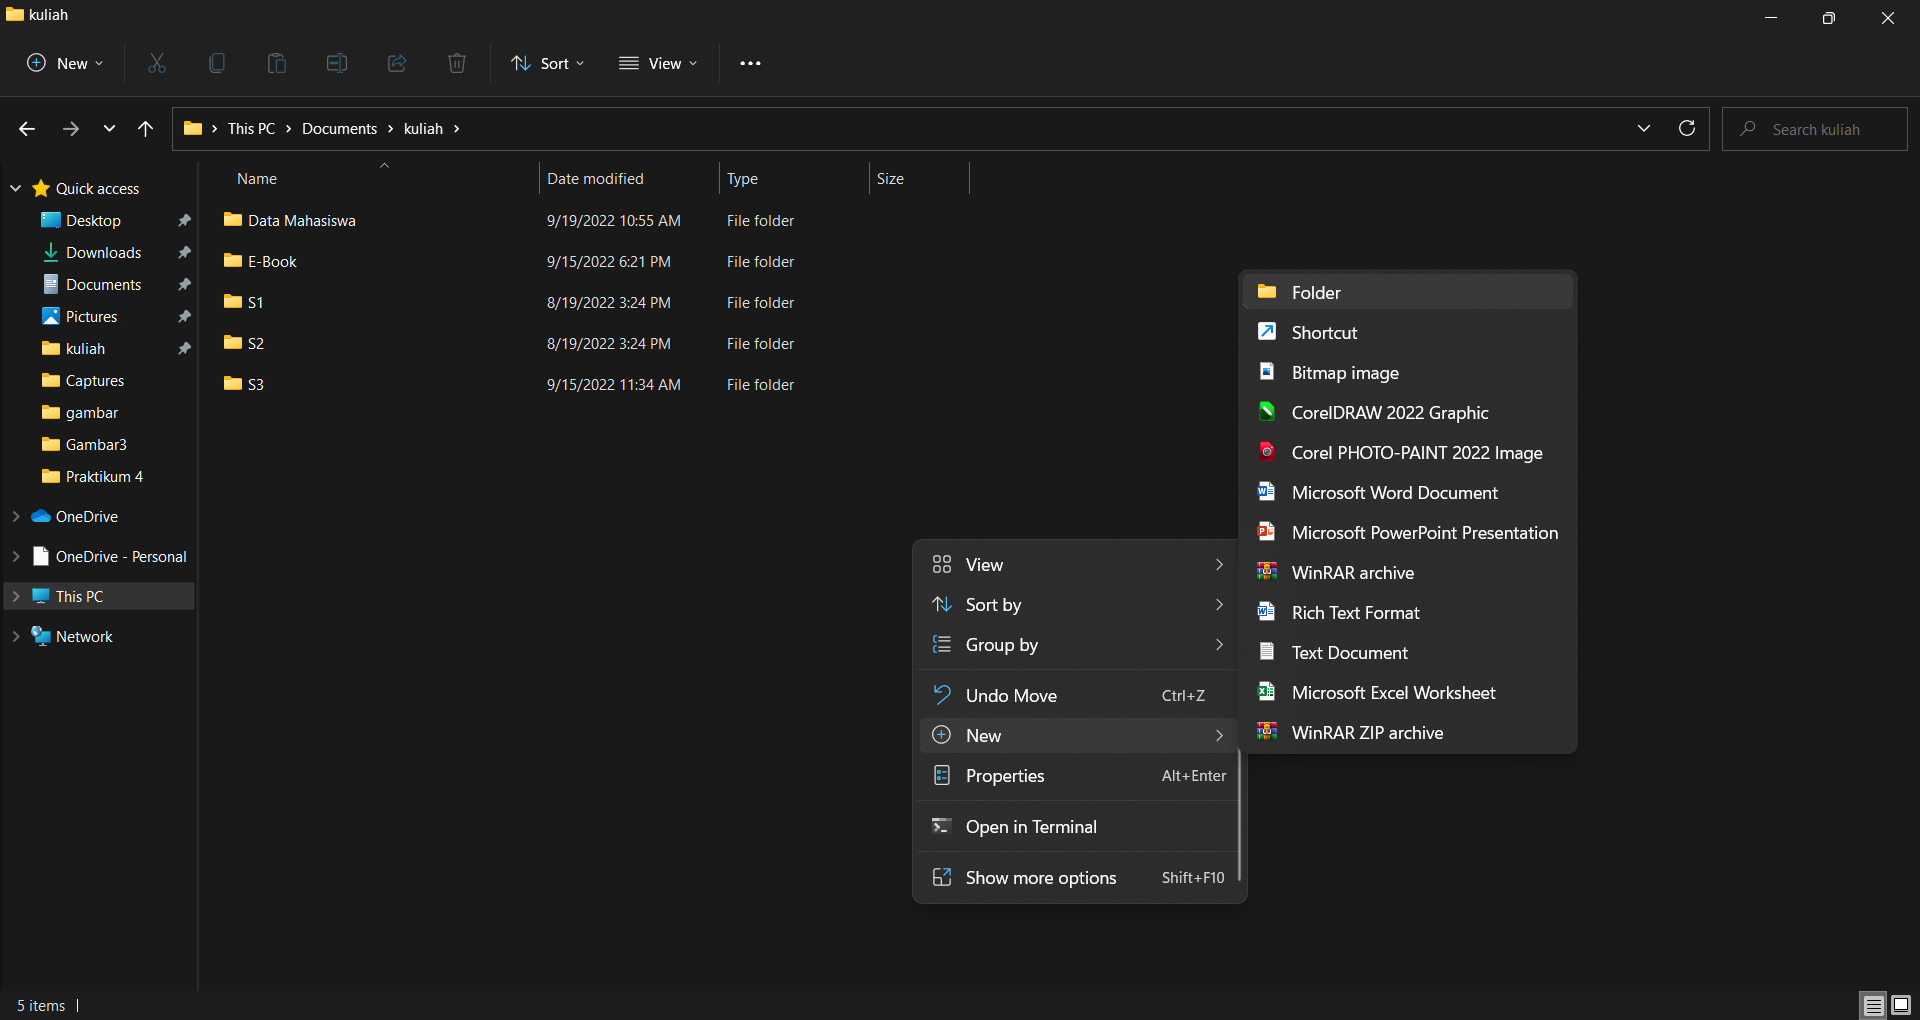 kuliah
New
Sort
View
This PC
Documents
kuliah
Search kuliah
Name
Date modified
Type
Size
Quick access
Desktop
Downloads
Documents
Pictures
kuliah
Captures
gambar
Gambar3
Praktikum 4
OneDrive
OneDrive - Personal
This PC
Network
Data Mahasiswa 9/19/2022 10:55 AM File folder
E-Book 9/15/2022 6:21 PM File folder
S1 8/19/2022 3:24 PM File folder
S2 8/19/2022 3:24 PM File folder
S3 9/15/2022 11:34 AM File folder
View
Sort by
Group by
Undo Move Ctrl+Z
New
Properties Alt+Enter
Open in Terminal
Show more options Shift+F10
Folder
Shortcut
Bitmap image
CorelDRAW 2022 Graphic
Corel PHOTO-PAINT 2022 Image
Microsoft Word Document
Microsoft PowerPoint Presentation
WinRAR archive
Rich Text Format
Text Document
Microsoft Excel Worksheet
WinRAR ZIP archive
5 items